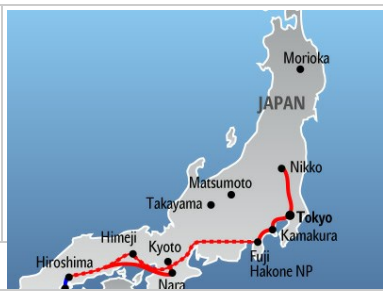 Morioka
JAPAN
Nikko
Matsumoto
Takayama
Tokyo
Kamakura
Himeji
Kyoto
Fuji
Hakone NP
Hiroshima
Nara